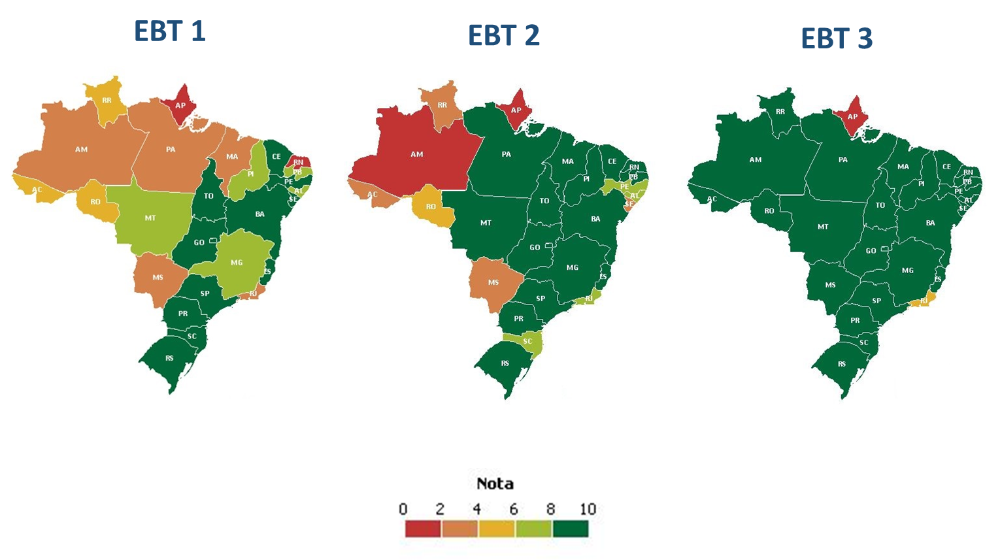 EBT 1
EBT 2
EBT 3
RR
AP
AM
PA
MA
CE
RN
PB
PI
PE
AL
SE
AC
RO
TO
BA
MT
GO
MG
ES
MS
RJ
SP
PR
SC
RS
RR
AP
AM
PA
MA
CE
RN
PB
PI
PE
AL
SE
AC
RO
TO
BA
MT
GO
MG
ES
MS
RJ
SP
PR
SC
RS
RR
AP
AM
PA
MA
CE
RN
PB
PI
PE
AL
SE
AC
RO
TO
BA
MT
GO
MG
ES
MS
RJ
SP
PR
SC
RS
Nota
0 2 4 6 8 10